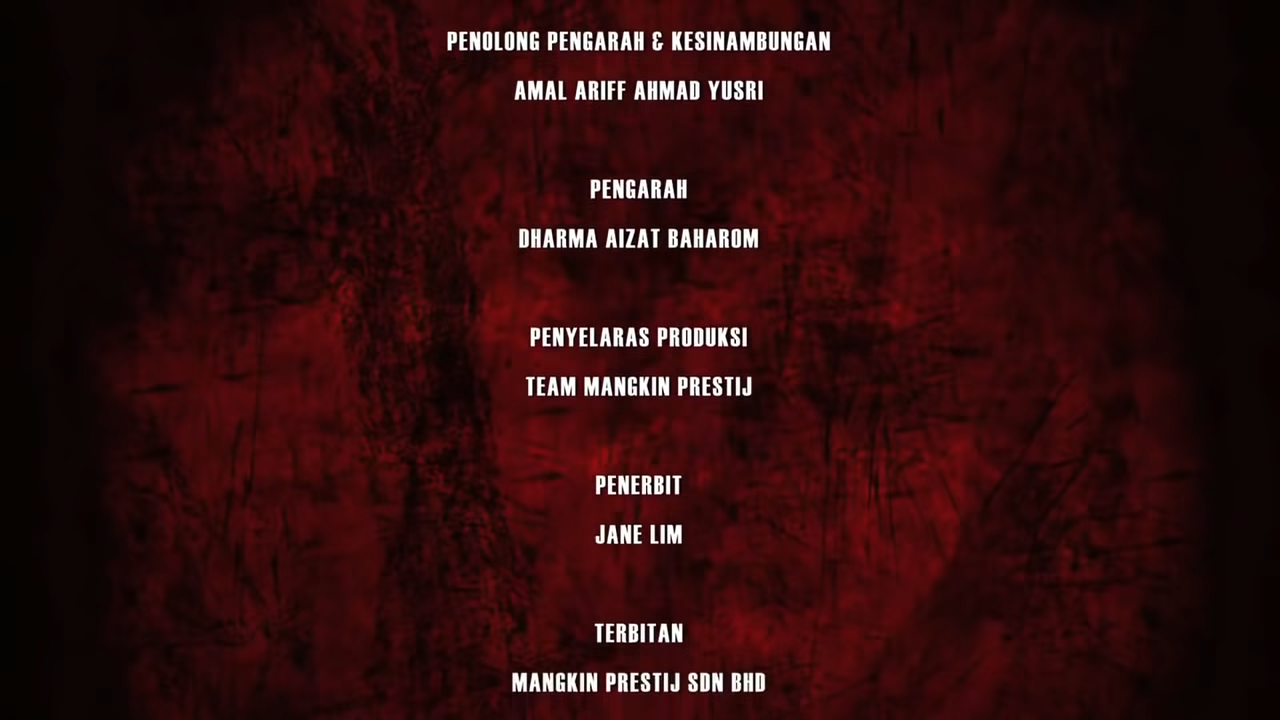 PENOLONG PENGARAH & KESINAMBUNGAN
AMAL ARIFF AHMAD YUSRI
PENGARAH
DHARMA AIZAT BAHAROM
PENYELARAS PRODUKSI
TEAM MANGKIN PRESTIJ
PENERBIT
JANE LIM
TERBITAN
MANGKIN PRESTIJ SDN BHD